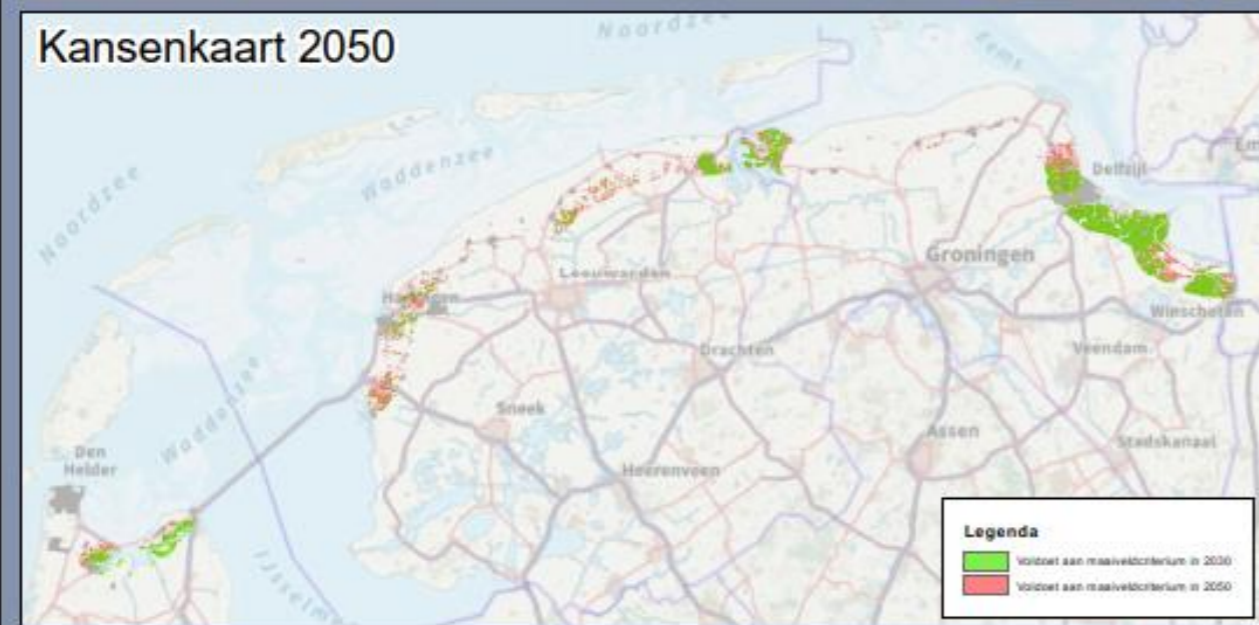 Kansenkaart 2050
Noordzee
Eems
Waddenzee
Delfzijl
Noordzee
Groningen
Leeuwarden
Harlingen
Winschoten
Drachten
Veendam
Waddenzee
Sneek
Assen
Stadskanaal
Den
Helder
Heerenveen
Legenda
Voldoet aan maaiveldcriterium in 2030
Voldoet aan maaiveldcriterium in 2050